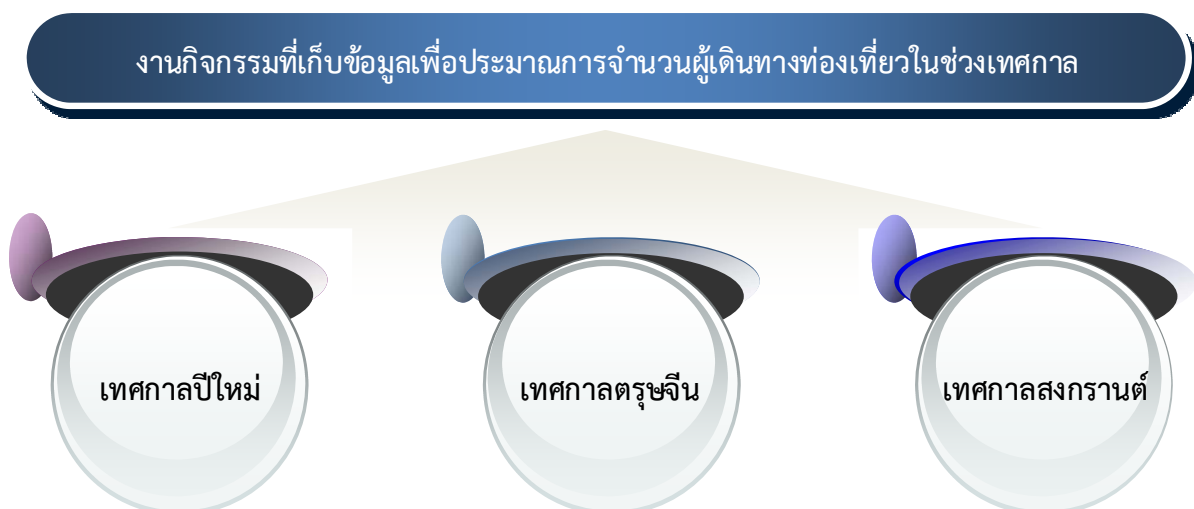 งานกิจกรรมที่เก็บข้อมูลเพื่อประมาณการจำนวนผู้เดินทางท่องเที่ยวในช่วงเทศกาล
เทศกาลปีใหม่
เทศกาลตรุษจีน
เทศกาลสงกรานต์